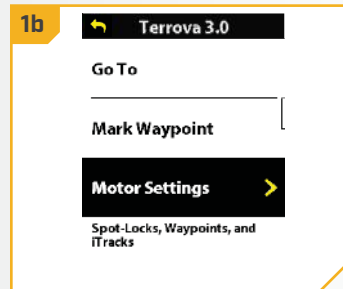 1b
Terrova 3.0
Go To
Mark Waypoint
Motor Settings
Spot-Locks, Waypoints, and
iTracks